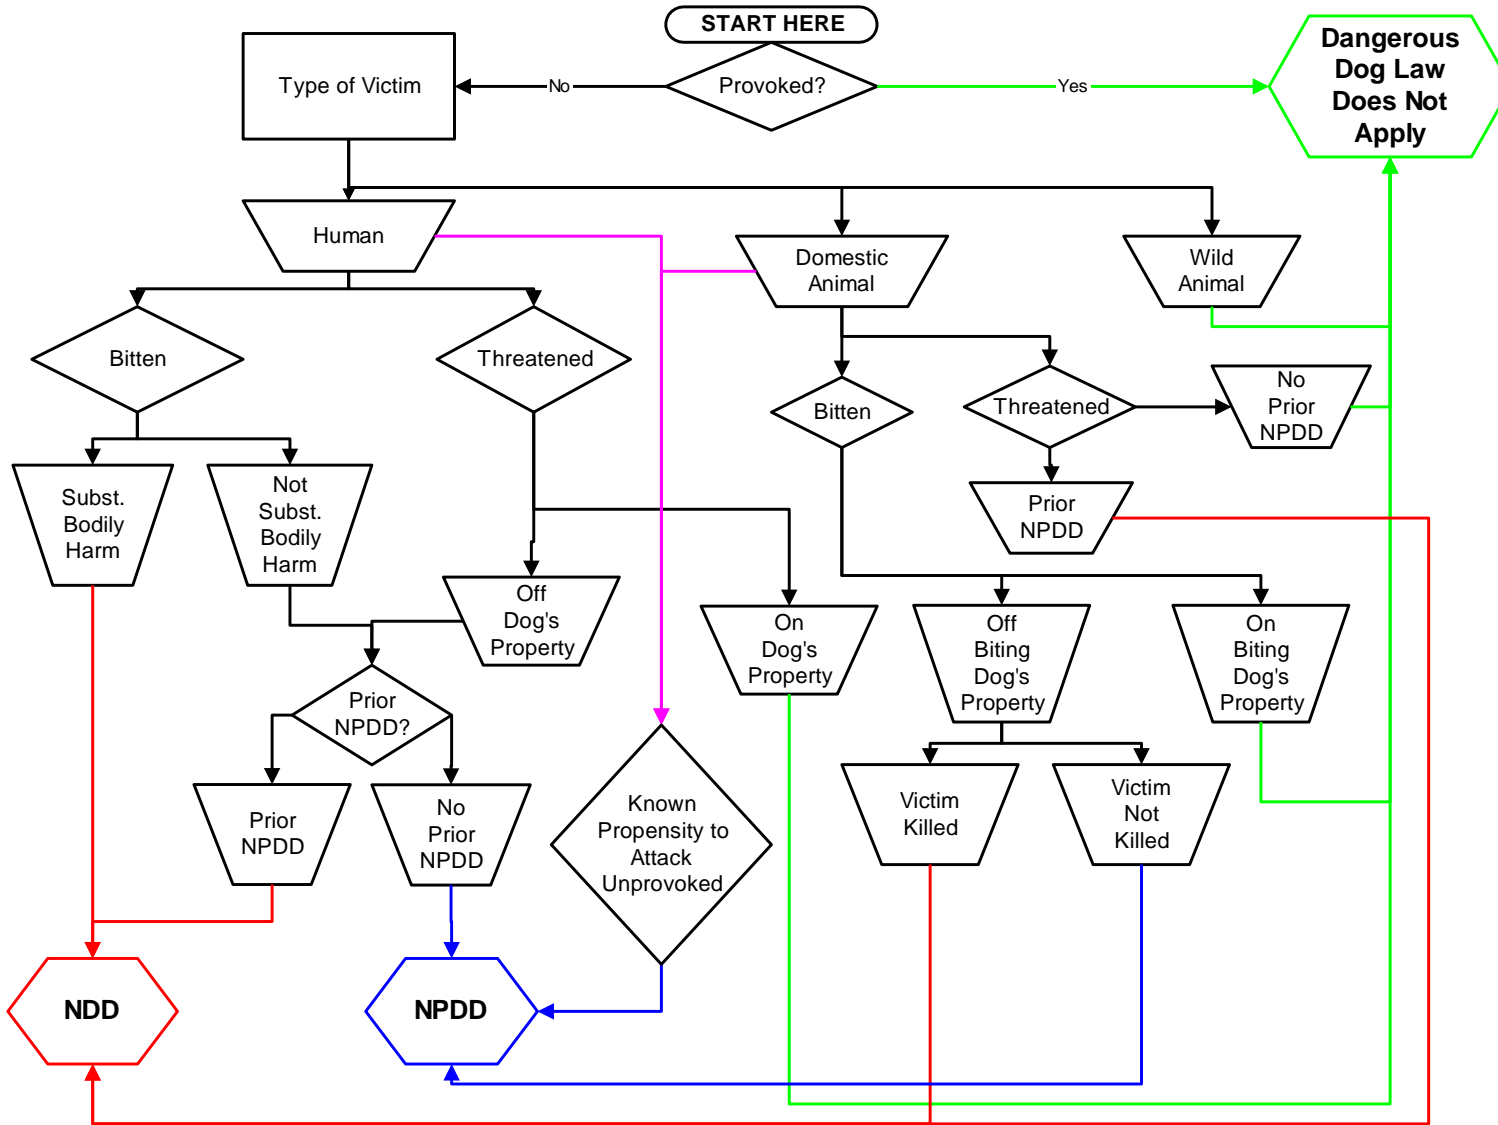 START HERE
Provoked?
No
Yes
Type of Victim
Dangerous
Dog Law
Does Not
Apply
Human
Domestic
Animal
Wild
Animal
Bitten
Threatened
Bitten
Threatened
No
Prior
NPDD
Subst.
Bodily
Harm
Not
Subst.
Bodily
Harm
Prior
NPDD
Off
Dog's
Property
On
Dog's
Property
Off
Biting
Dog's
Property
On
Biting
Dog's
Property
Prior
NPDD?
Prior
NPDD
No
Prior
NPDD
Known
Propensity to
Attack
Unprovoked
Victim
Killed
Victim
Not
Killed
NDD
NPDD